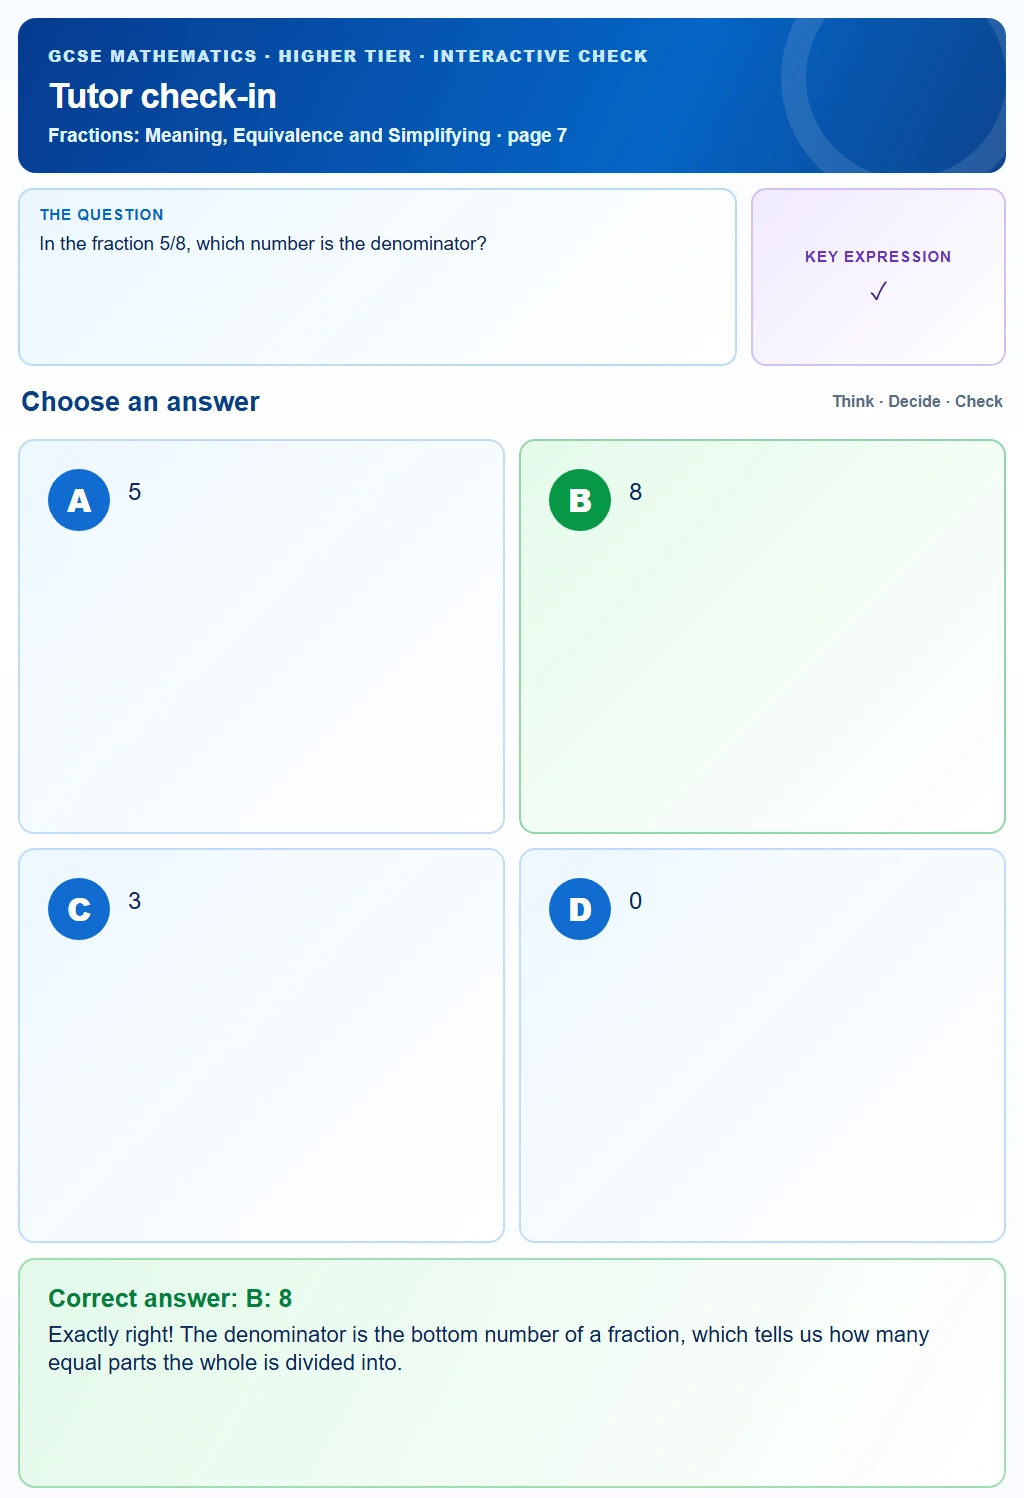 GCSE MATHEMATICS · HIGHER TIER · INTERACTIVE CHECK
Tutor check-in
Fractions: Meaning, Equivalence and Simplifying · page 7
THE QUESTION
In the fraction 5/8, which number is the denominator?
KEY EXPRESSION
✓
Choose an answer
Think · Decide · Check
A 5
B 8
C 3
D 0
Correct answer: B: 8
Exactly right! The denominator is the bottom number of a fraction, which tells us how many
equal parts the whole is divided into.